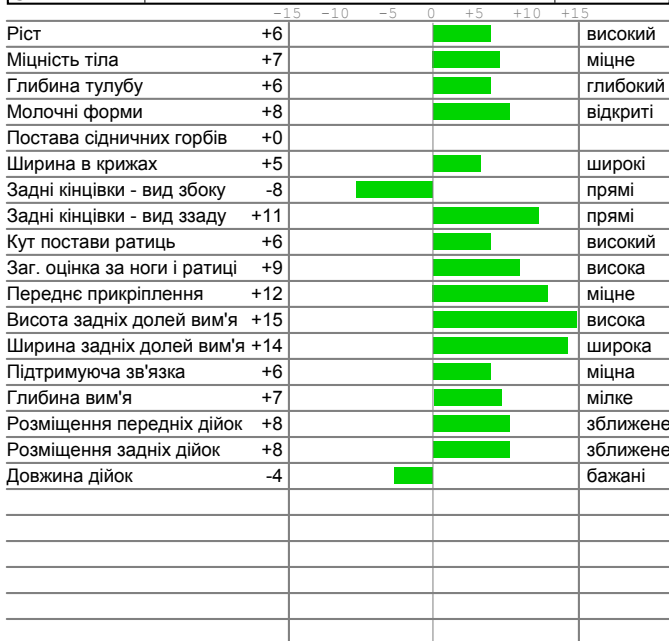 -15 -10 -5 0 +5 +10 +15
Ріст +6 високий
Міцність тіла +7 міцне
Глибина тулубу +6 глибокий
Молочні форми +8 відкриті
Постава сідничних горбів +0
Ширина в крижах +5 широкі
Задні кінцівки - вид збоку -8 прямі
Задні кінцівки - вид ззаду +11 прямі
Кут постави ратиць +6 високий
Заг. оцінка за ноги і ратиці +9 висока
Переднє прикріплення +12 міцне
Висота задніх долей вим'я +15 висока
Ширина задніх долей вим'я +14 широка
Підтримуюча зв'язка +6 міцна
Глибина вим'я +7 мілке
Розміщення передніх дійок +8 зближене
Розміщення задніх дійок +8 зближене
Довжина дійок -4 бажані